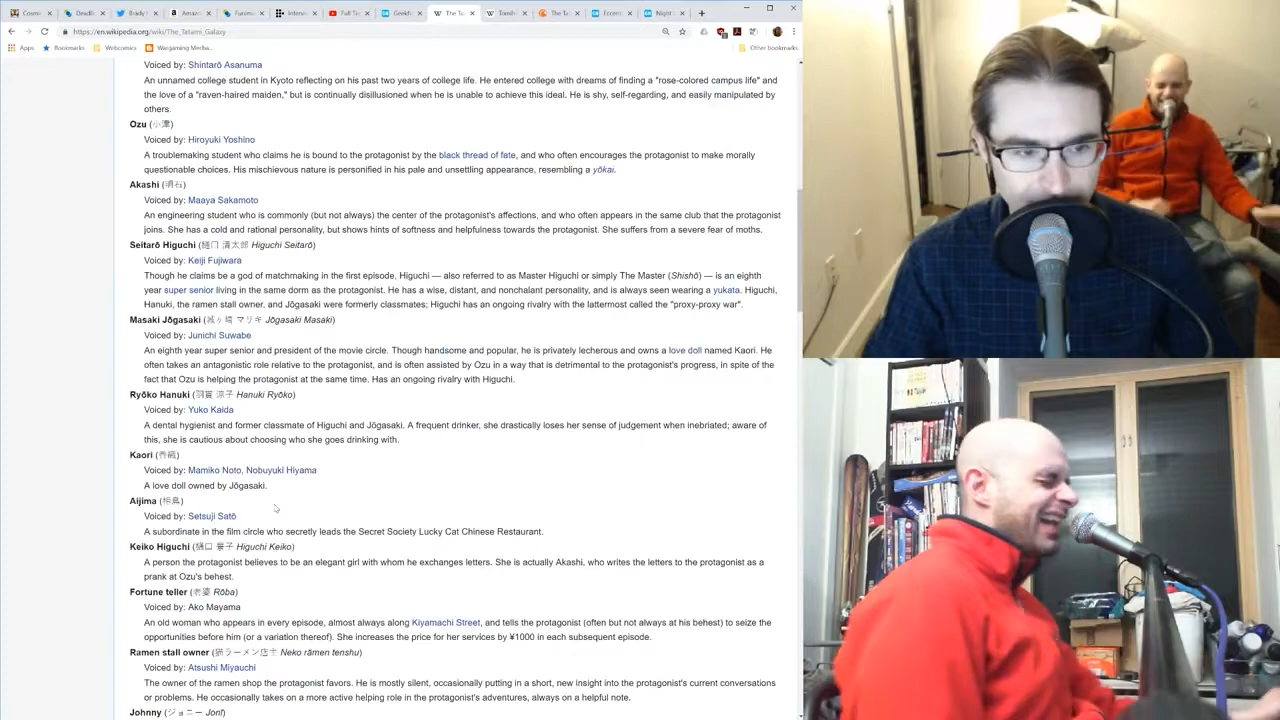 Cosmo
Deadli
Brady
Amazo
Funima
Intervie
Full Te
Geekhi
The Tat
Tomih
The Ta
Eccent
Night i
https://en.wikipedia.org/wiki/The_Tatami_Galaxy
Apps
Bookmarks
Webcomics
Wargaming Mecha...
Other bookmarks
Voiced by: Shintarō Asanuma
An unnamed college student in Kyoto reflecting on his past two years of college life. He entered college with dreams of finding a "rose-colored campus life" and
the love of a "raven-haired maiden," but is continually disillusioned when he is unable to achieve this ideal. He is shy, self-regarding, and easily manipulated by
others.
Ozu (小津)
Voiced by: Hiroyuki Yoshino
A troublemaking student who claims he is bound to the protagonist by the black thread of fate, and who often encourages the protagonist to make morally
questionable choices. His mischievous nature is personified in his pale and unsettling appearance, resembling a yōkai.
Akashi (明石)
Voiced by: Maaya Sakamoto
An engineering student who is commonly (but not always) the center of the protagonist's affections, and who often appears in the same club that the protagonist
joins. She has a cold and rational personality, but shows hints of softness and helpfulness towards the protagonist. She suffers from a severe fear of moths.
Seitarō Higuchi (樋口 清太郎 Higuchi Seitarō)
Voiced by: Keiji Fujiwara
Though he claims be a god of matchmaking in the first episode, Higuchi — also referred to as Master Higuchi or simply The Master (Shishō) — is an eighth
year super senior living in the same dorm as the protagonist. He has a wise, distant, and nonchalant personality, and is always seen wearing a yukata. Higuchi,
Hanuki, the ramen stall owner, and Jōgasaki were formerly classmates; Higuchi has an ongoing rivalry with the lattermost called the "proxy-proxy war".
Masaki Jōgasaki (城ヶ崎 マサキ Jōgasaki Masaki)
Voiced by: Junichi Suwabe
An eighth year super senior and president of the movie circle. Though handsome and popular, he is privately lecherous and owns a love doll named Kaori. He
often takes an antagonistic role relative to the protagonist, and is often assisted by Ozu in a way that is detrimental to the protagonist's progress, in spite of the
fact that Ozu is helping the protagonist at the same time. Has an ongoing rivalry with Higuchi.
Ryōko Hanuki (羽貫 涼子 Hanuki Ryōko)
Voiced by: Yuko Kaida
A dental hygienist and former classmate of Higuchi and Jōgasaki. A frequent drinker, she drastically loses her sense of judgement when inebriated; aware of
this, she is cautious about choosing who she goes drinking with.
Kaori (香織)
Voiced by: Mamiko Noto, Nobuyuki Hiyama
A love doll owned by Jōgasaki.
Aijima (相島)
Voiced by: Setsuji Satō
A subordinate in the film circle who secretly leads the Secret Society Lucky Cat Chinese Restaurant.
Keiko Higuchi (樋口 景子 Higuchi Keiko)
A person the protagonist believes to be an elegant girl with whom he exchanges letters. She is actually Akashi, who writes the letters to the protagonist as a
prank at Ozu's behest.
Fortune teller (老婆 Rōba)
Voiced by: Ako Mayama
An old woman who appears in every episode, almost always along Kiyamachi Street, and tells the protagonist (often but not always at his behest) to seize the
opportunities before him (or a variation thereof). She increases the price for her services by ¥1000 in each subsequent episode.
Ramen stall owner (猫ラーメン店主 Neko rāmen tenshu)
Voiced by: Atsushi Miyauchi
The owner of the ramen shop the protagonist favors. He is mostly silent, occasionally putting in a short, new insight into the protagonist's current conversations
or problems. He occasionally takes on a more active helping role in the protagonist's adventures, always on a helpful note.
Johnny (ジョニー Jonī)